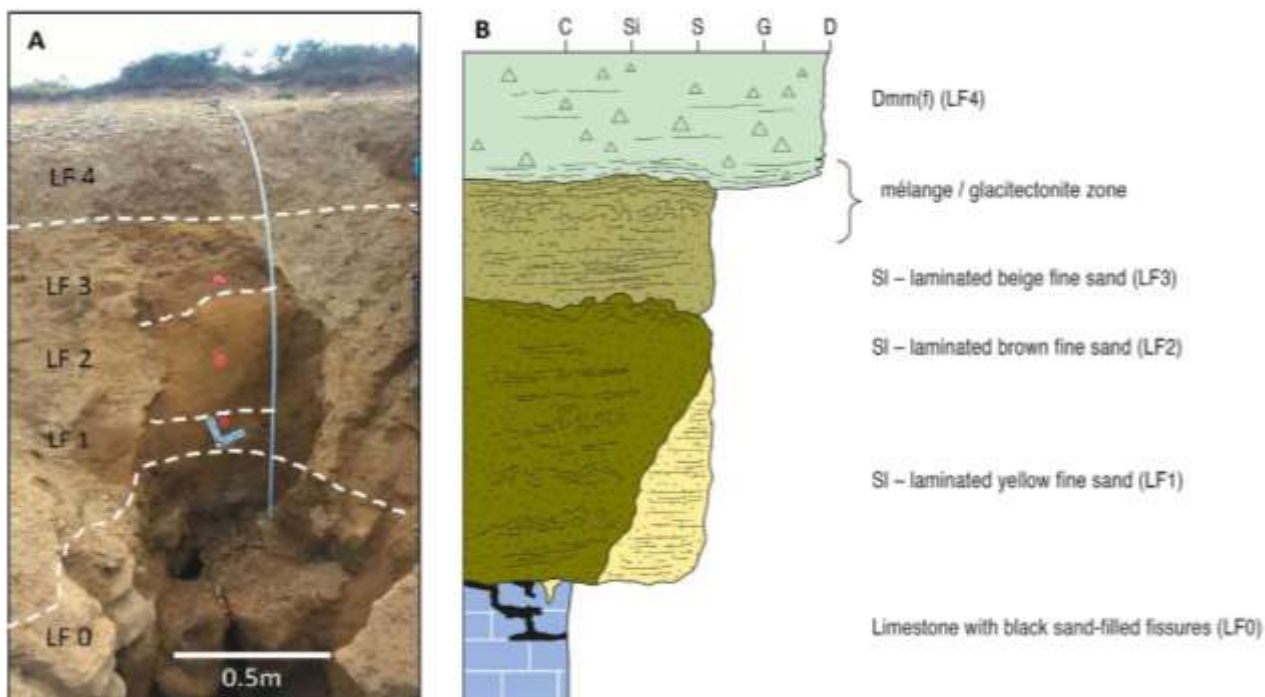 A
LF 4
LF 3
LF 2
LF 1
LF 0
0.5m
B
C Si S G D
Dmm(f) (LF4)
mélange / glacitectonite zone
Sl – laminated beige fine sand (LF3)
Sl – laminated brown fine sand (LF2)
Sl – laminated yellow fine sand (LF1)
Limestone with black sand-filled fissures (LF0)